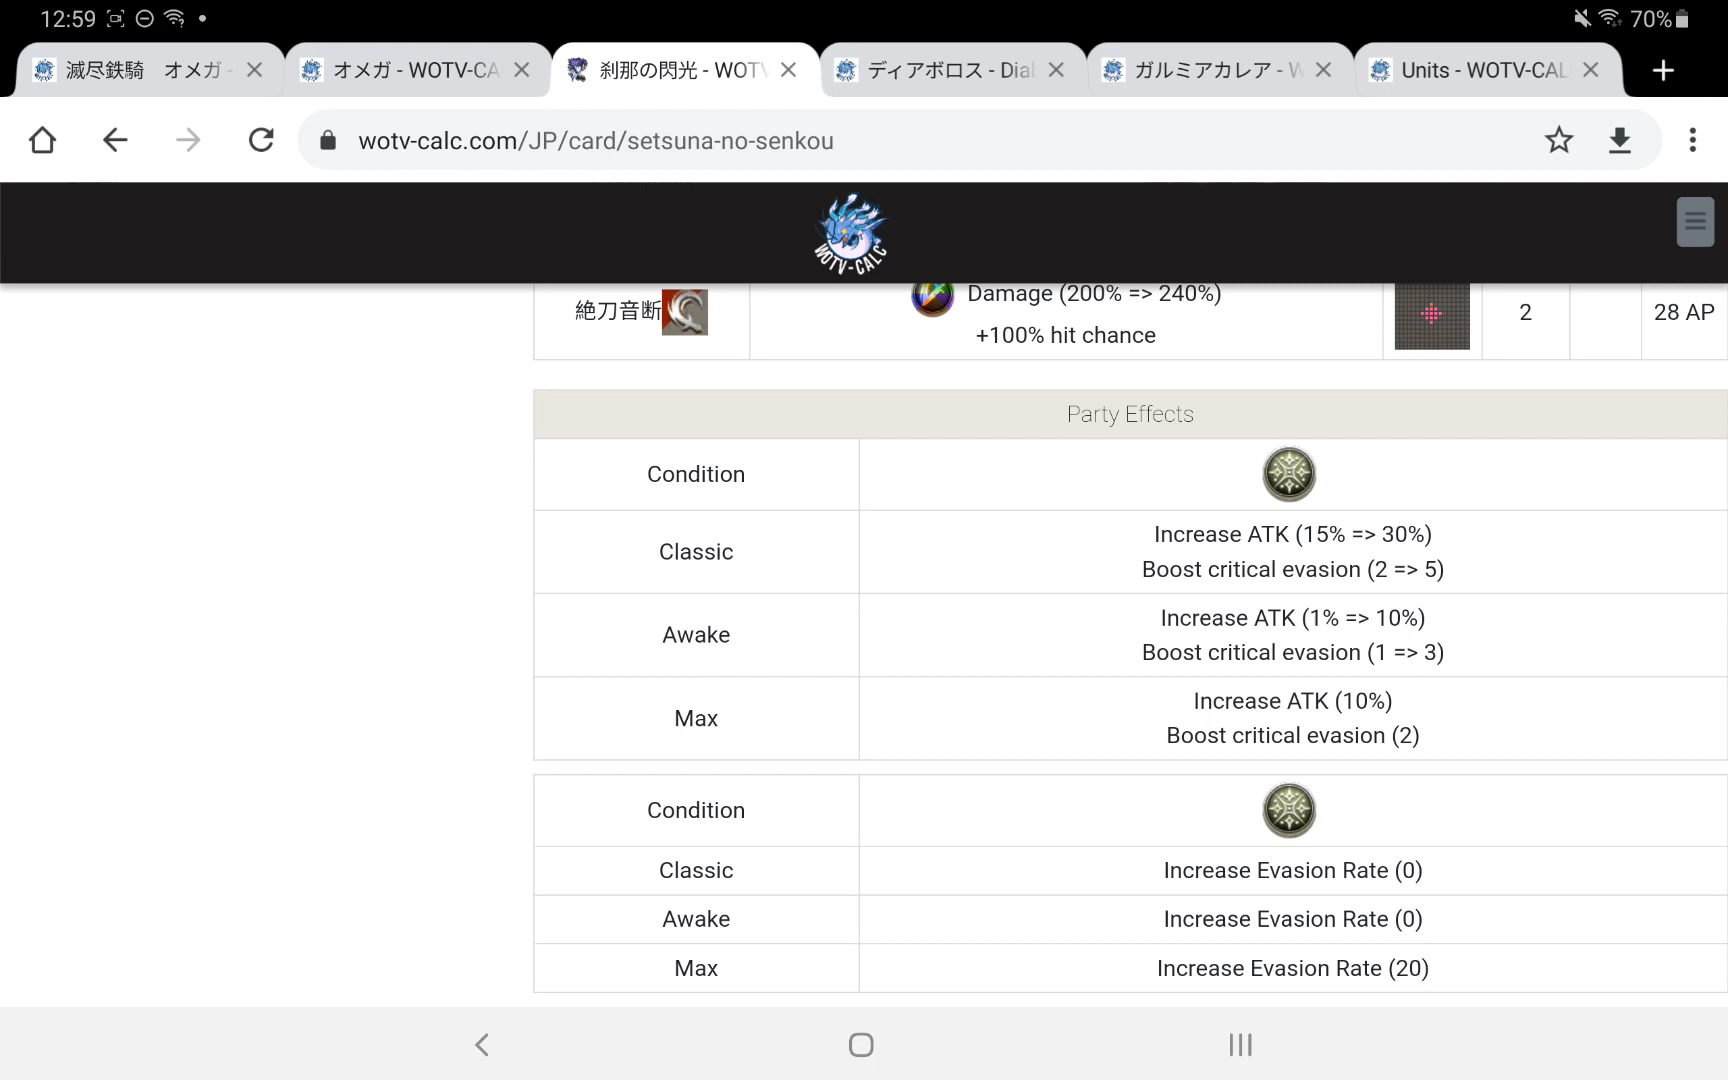 12:59
70%
滅尽鉄騎　オメガ -
オメガ - WOTV-CA
刹那の閃光 - WOTV
ディアボロス - Dia
ガルミアカレア - W
Units - WOTV-CAL
wotv-calc.com/JP/card/setsuna-no-senkou
WOTV-CALC
絶刀音断
Damage (200% => 240%)
+100% hit chance
2
28 AP
Party Effects
Condition
Classic
Increase ATK (15% => 30%)
Boost critical evasion (2 => 5)
Awake
Increase ATK (1% => 10%)
Boost critical evasion (1 => 3)
Max
Increase ATK (10%)
Boost critical evasion (2)
Condition
Classic
Increase Evasion Rate (0)
Awake
Increase Evasion Rate (0)
Max
Increase Evasion Rate (20)